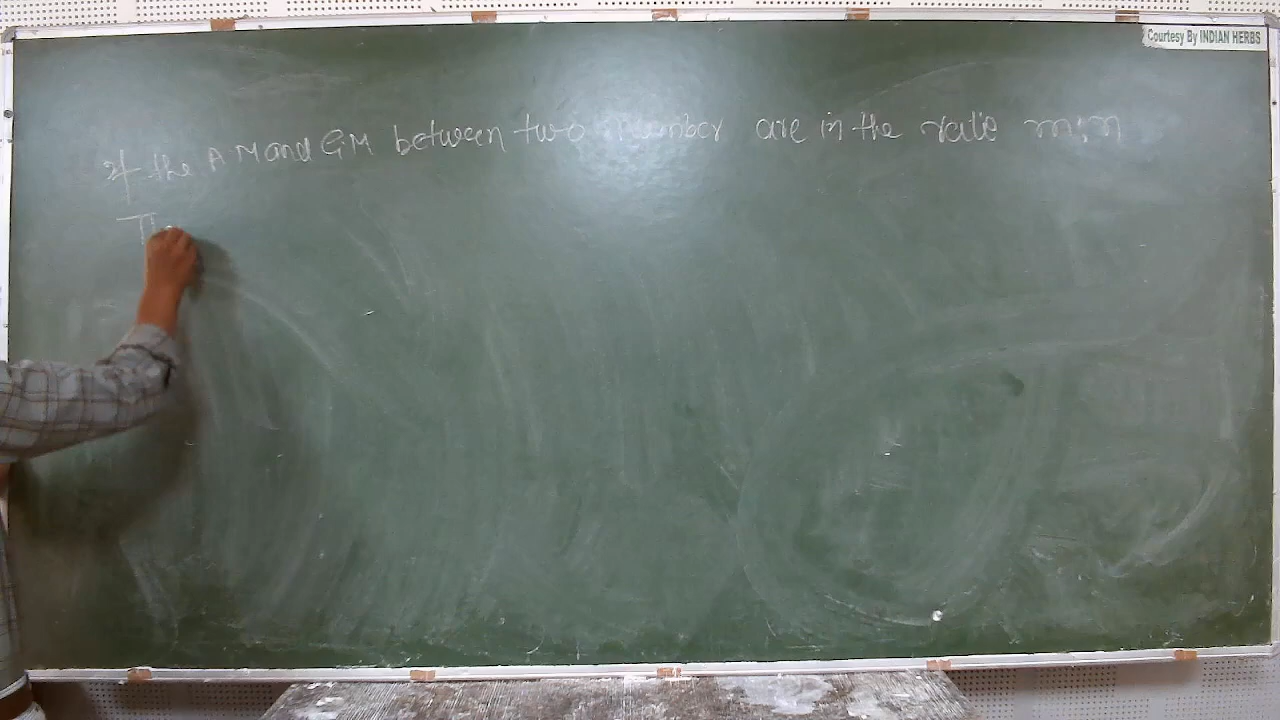 Courtesy By INDIAN HERBS
If the A M and G.M between two number are in the ratio m:n